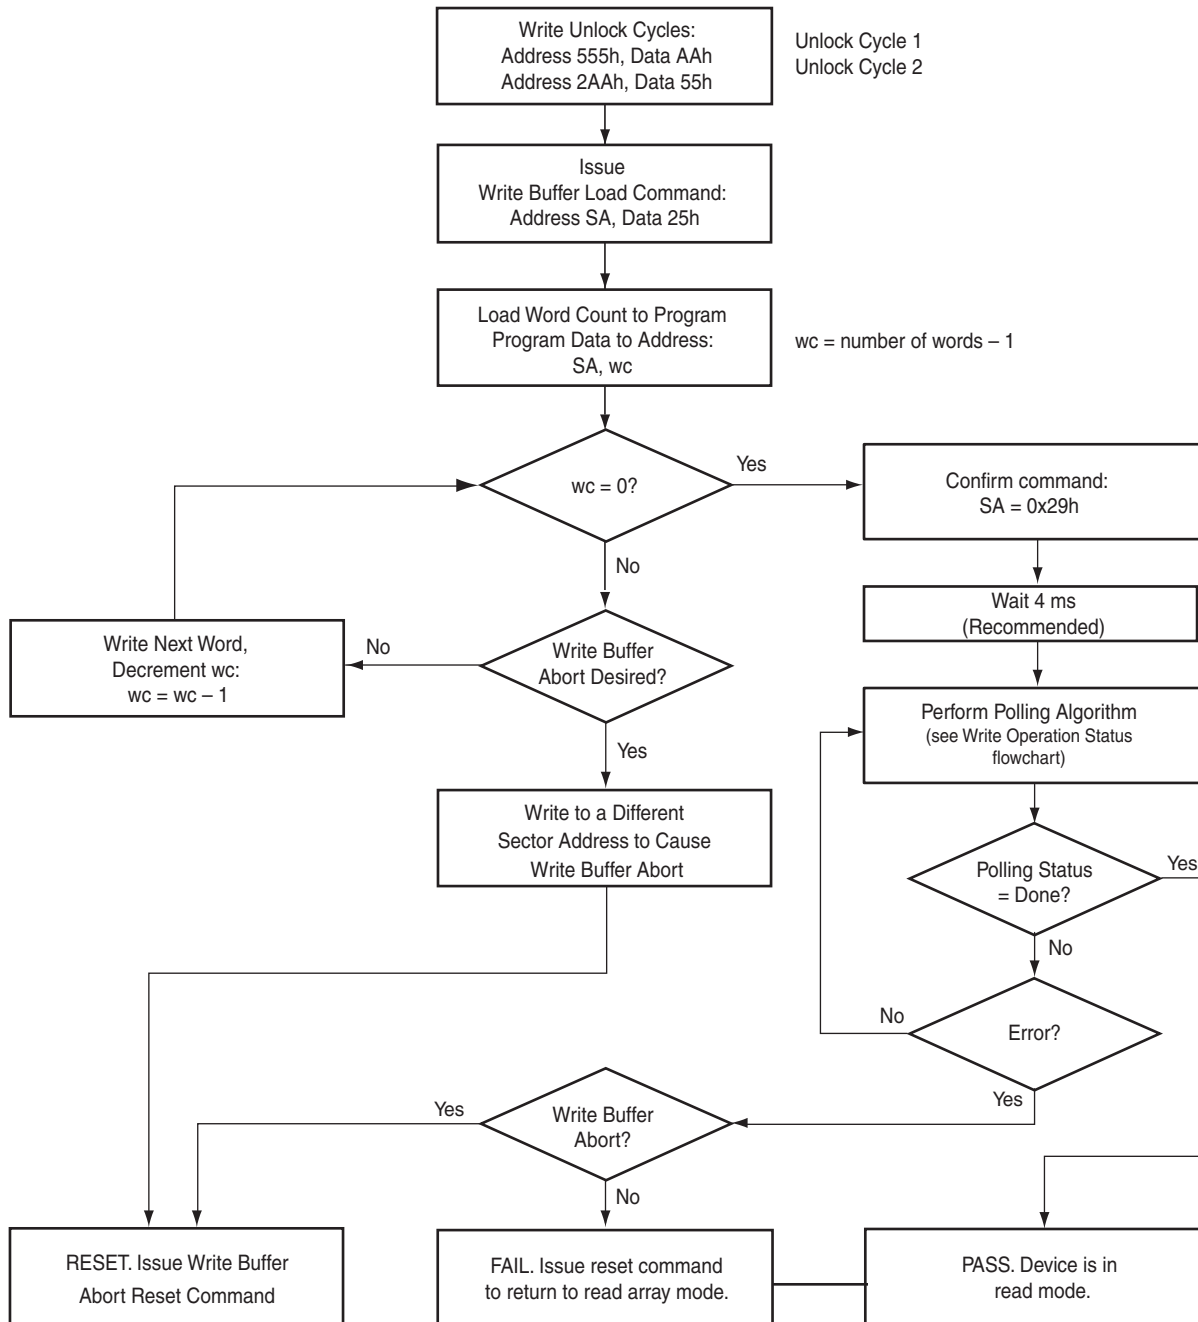 Write Unlock Cycles:
Address 555h, Data AAh
Address 2AAh, Data 55h
Unlock Cycle 1
Unlock Cycle 2
Issue
Write Buffer Load Command:
Address SA, Data 25h
Load Word Count to Program
Program Data to Address:
SA, wc
wc = number of words – 1
wc = 0?
Yes
Confirm command:
SA = 0x29h
No
Wait 4 ms
(Recommended)
Write Next Word,
Decrement wc:
wc = wc – 1
No
Write Buffer
Abort Desired?
Perform Polling Algorithm
(see Write Operation Status
flowchart)
Yes
Write to a Different
Sector Address to Cause
Write Buffer Abort
Polling Status
= Done?
Yes
No
No
Error?
Yes
Yes
Write Buffer
Abort?
No
RESET. Issue Write Buffer
Abort Reset Command
FAIL. Issue reset command
to return to read array mode.
PASS. Device is in
read mode.